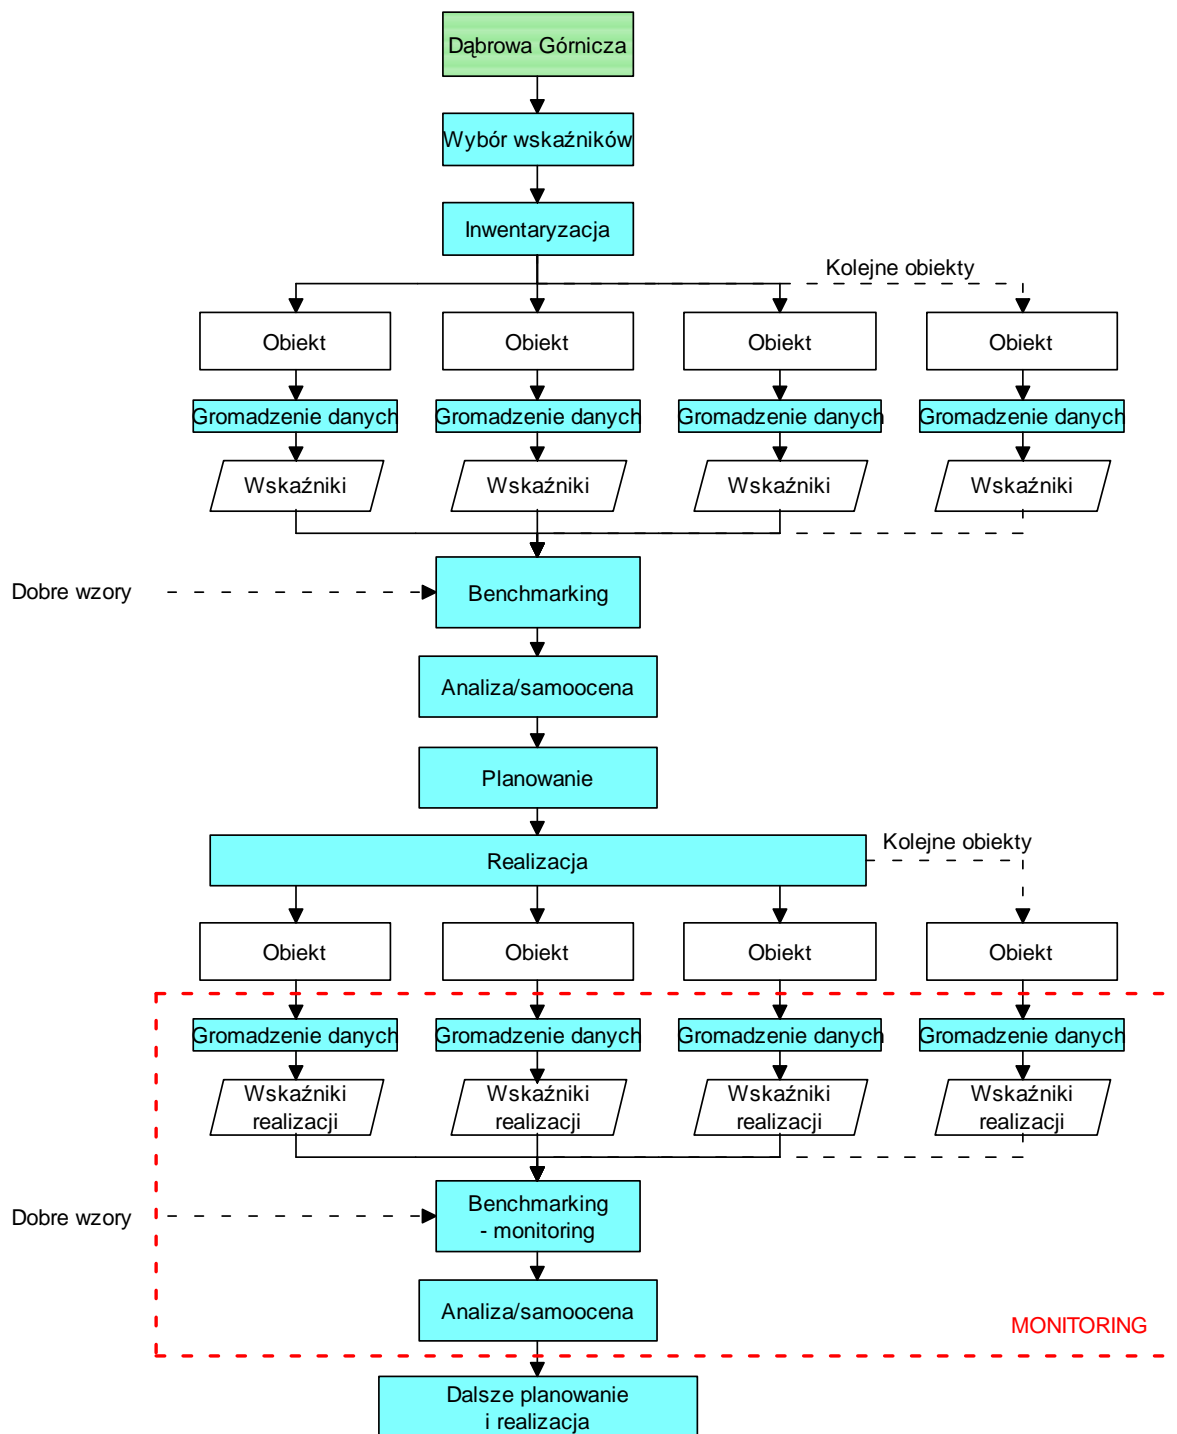 Dąbrowa Górnicza
Wybór wskaźników
Inwentaryzacja
Kolejne obiekty
Obiekt
Obiekt
Obiekt
Obiekt
Gromadzenie danych
Gromadzenie danych
Gromadzenie danych
Gromadzenie danych
Wskaźniki
Wskaźniki
Wskaźniki
Wskaźniki
Dobre wzory
Benchmarking
Analiza/samoocena
Planowanie
Realizacja
Kolejne obiekty
Obiekt
Obiekt
Obiekt
Obiekt
Gromadzenie danych
Gromadzenie danych
Gromadzenie danych
Gromadzenie danych
Wskaźniki
realizacji
Wskaźniki
realizacji
Wskaźniki
realizacji
Wskaźniki
realizacji
Dobre wzory
Benchmarking
- monitoring
Analiza/samoocena
MONITORING
Dalsze planowanie
i realizacja